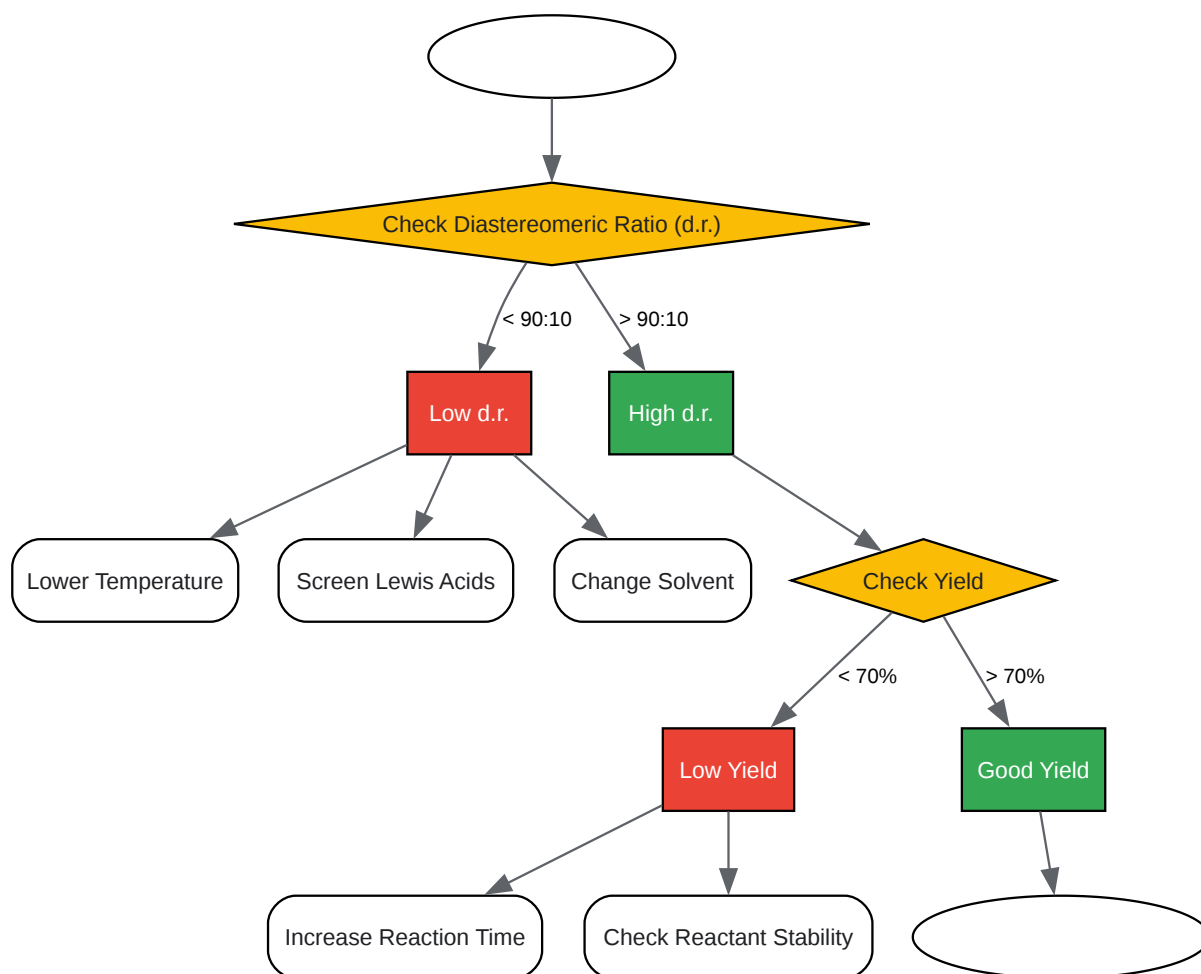 Check Diastereomeric Ratio (d.r.)
< 90:10
> 90:10
Low d.r.
High d.r.
Lower Temperature
Screen Lewis Acids
Change Solvent
Check Yield
< 70%
> 70%
Low Yield
Good Yield
Increase Reaction Time
Check Reactant Stability